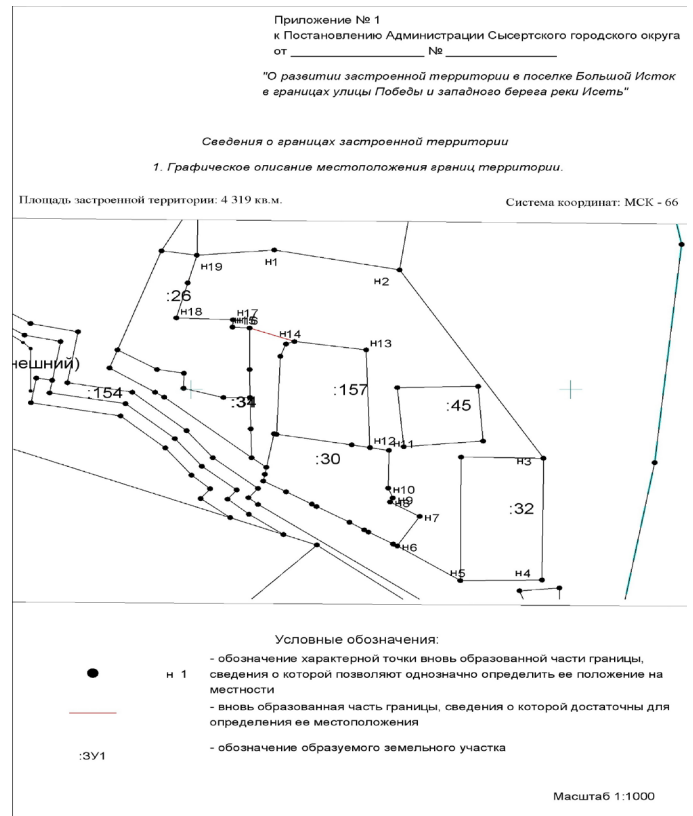 Приложение № 1
к Постановлению Администрации Сысертского городского округа
от ____________________ № _________________
"О развитии застроенной территории в поселке Большой Исток
в границах улицы Победы и западного берега реки Исеть"
Сведения о границах застроенной территории
1. Графическое описание местоположения границ территории.
Площадь застроенной территории: 4 319 кв.м.
Система координат: МСК - 66
н19
н1
н2
:26
н18
н17
н14
н13
нешний)
:154
:34
:157
:45
н12
н11
:30
н3
н10
н9
:32
н7
н6
н5
н4
Условные обозначения:
н 1
- обозначение характерной точки вновь образованной части границы,
сведения о которой позволяют однозначно определить ее положение на
местности
- вновь образованная часть границы, сведения о которой достаточны для
определения ее местоположения
:ЗУ1
- обозначение образуемого земельного участка
Масштаб 1:1000